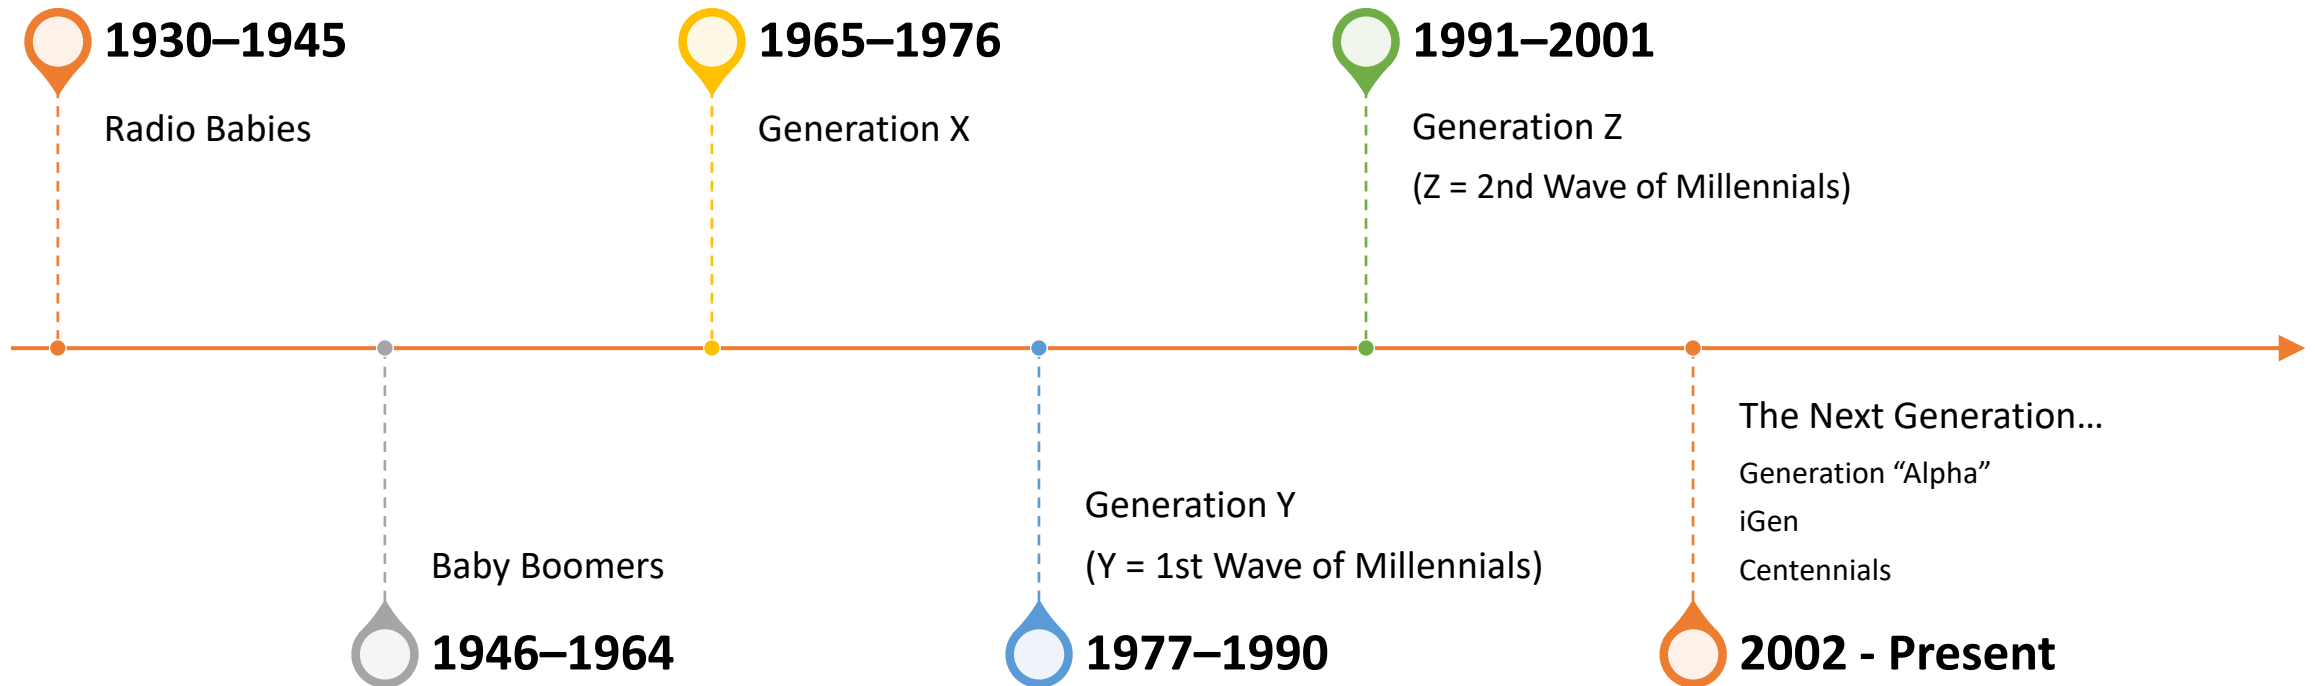 1930–1945
Radio Babies
1965–1976
Generation X
1991–2001
Generation Z
(Z = 2nd Wave of Millennials)
Baby Boomers
1946–1964
Generation Y
(Y = 1st Wave of Millennials)
1977–1990
The Next Generation…
Generation “Alpha”
iGen
Centennials
2002 - Present